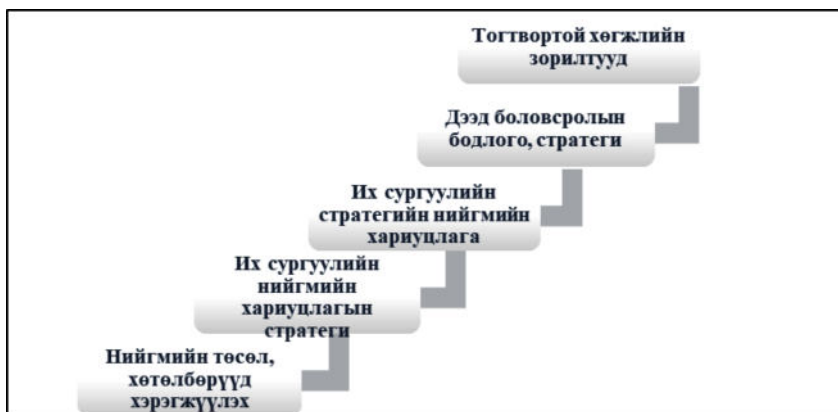 Тогтвортой хөгжлийн
зорилтууд
Дээд боловсролын
бодлого, стратеги
Их сургуулийн
стратегийн нийгмийн
хариуцлага
Их сургуулийн
нийгмийн
хариуцлагын
стратеги
Нийгмийн төсөл,
хөтөлбөрүүд
хэрэгжүүлэх